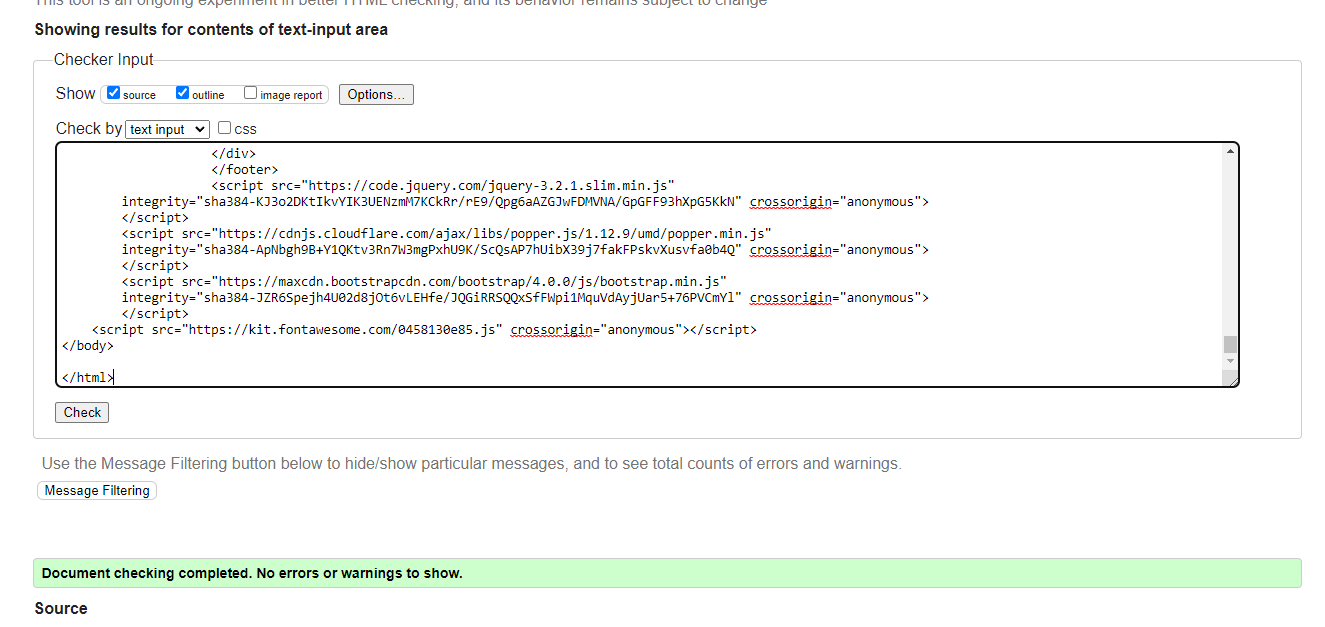 This tool is an ongoing experiment in better HTML checking, and its behavior remains subject to change
Showing results for contents of text-input area
Checker Input
Show source outline image report Options...
Check by text input css
</div>
</footer>
<script src="https://code.jquery.com/jquery-3.2.1.slim.min.js"
integrity="sha384-KJ3o2DKtIkvYIK3UENzmM7KCkRr/rE9/Qpg6aAZGJwFDMVNA/GpGFF93hXpG5KkN" crossorigin="anonymous">
</script>
<script src="https://cdnjs.cloudflare.com/ajax/libs/popper.js/1.12.9/umd/popper.min.js"
integrity="sha384-ApNbgh9B+Y1QKtv3Rn7W3mgPxhU9K/ScQsAP7hUibX39j7fakFPskvXusvfa0b4Q" crossorigin="anonymous">
</script>
<script src="https://maxcdn.bootstrapcdn.com/bootstrap/4.0.0/js/bootstrap.min.js"
integrity="sha384-JZR6Spejh4U02d8jOt6vLEHfe/JQGiRRSQQxSfFWpi1MquVdAyjUar5+76PVCmYl" crossorigin="anonymous">
</script>
<script src="https://kit.fontawesome.com/0458130e85.js" crossorigin="anonymous"></script>
</body>
</html>
Check
Use the Message Filtering button below to hide/show particular messages, and to see total counts of errors and warnings.
Message Filtering
Document checking completed. No errors or warnings to show.
Source